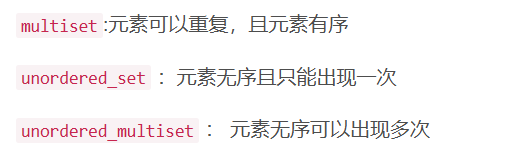 multiset:元素可以重复，且元素有序
unordered_set ：元素无序且只能出现一次
unordered_multiset ： 元素无序可以出现多次